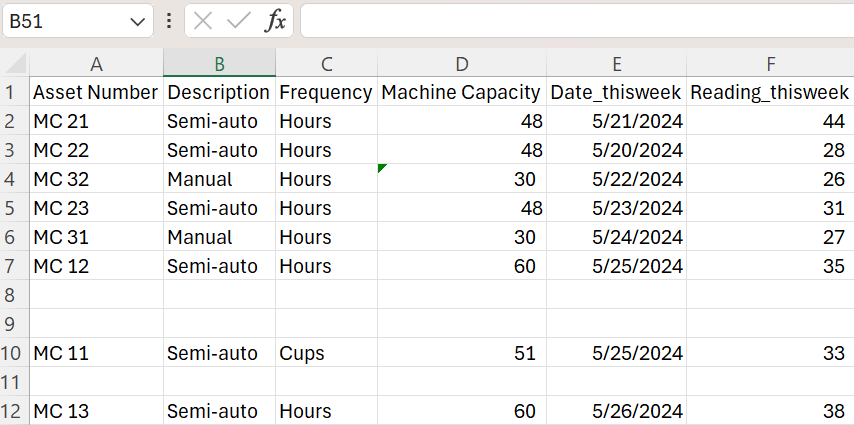 B51 fx
A B C D E F
1 Asset Number Description Frequency Machine Capacity Date_thisweek Reading_thisweek
2 MC 21 Semi-auto Hours 48 5/21/2024 44
3 MC 22 Semi-auto Hours 48 5/20/2024 28
4 MC 32 Manual Hours 30 5/22/2024 26
5 MC 23 Semi-auto Hours 48 5/23/2024 31
6 MC 31 Manual Hours 30 5/24/2024 27
7 MC 12 Semi-auto Hours 60 5/25/2024 35
8
9
10 MC 11 Semi-auto Cups 51 5/25/2024 33
11
12 MC 13 Semi-auto Hours 60 5/26/2024 38